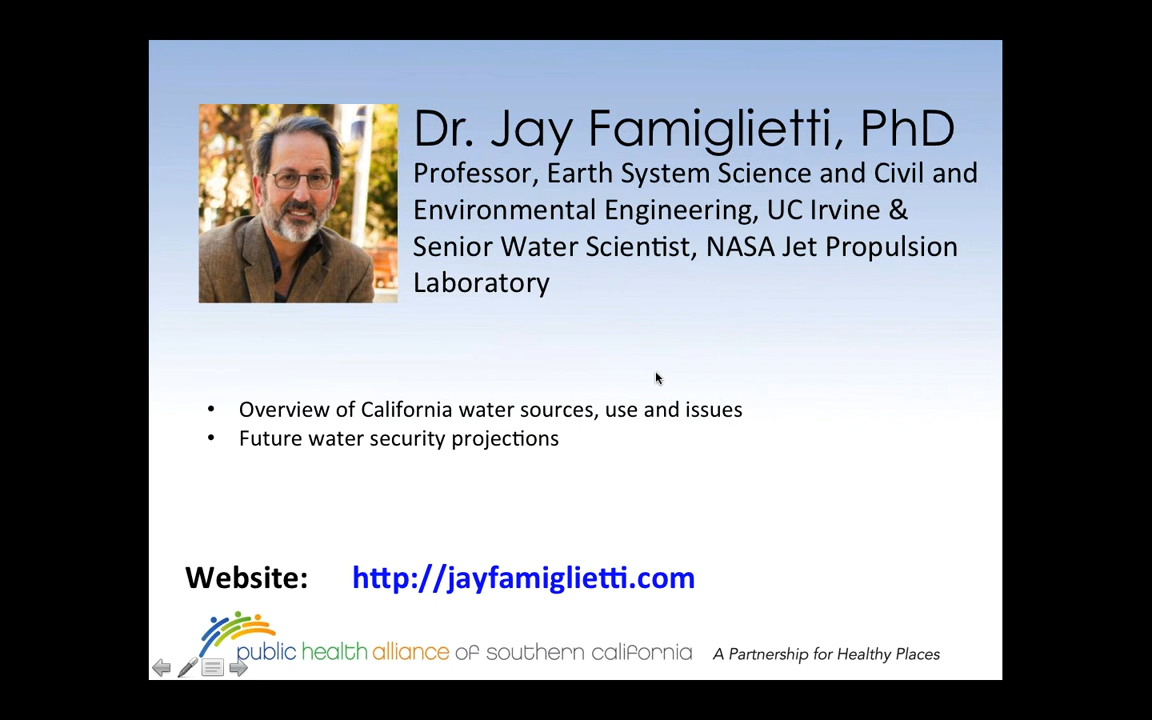 Dr. Jay Famiglietti, PhD
Professor, Earth System Science and Civil and
Environmental Engineering, UC Irvine &
Senior Water Scientist, NASA Jet Propulsion
Laboratory
• Overview of California water sources, use and issues
• Future water security projections
Website: http://jayfamiglietti.com
public health alliance of southern california A Partnership for Healthy Places